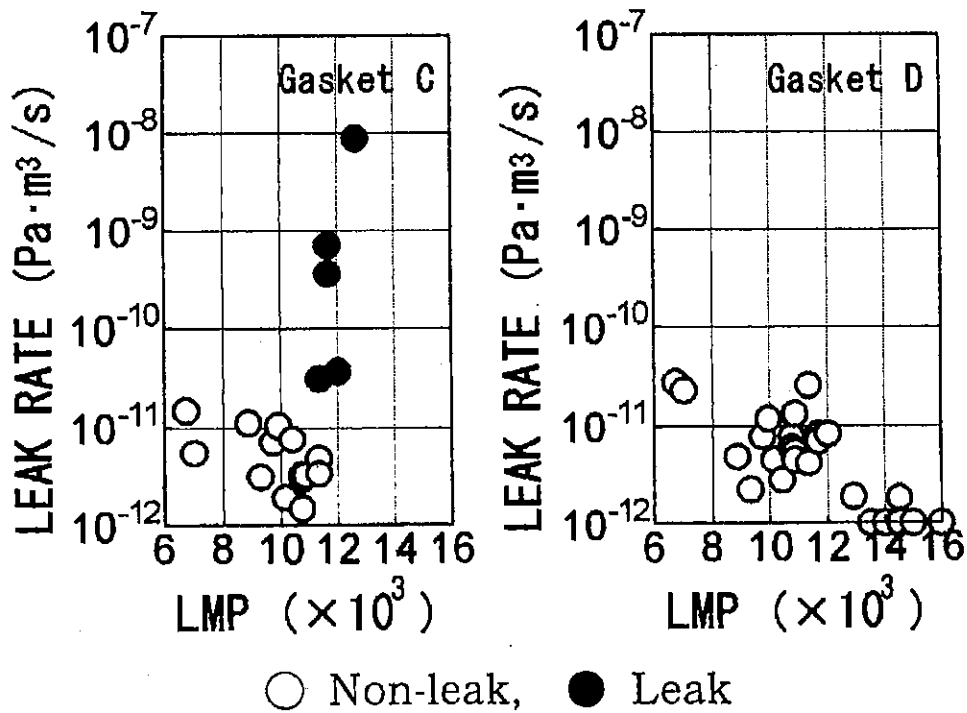 LEAK RATE (Pa·m³/s)
10⁻⁷
10⁻⁸
10⁻⁹
10⁻¹⁰
10⁻¹¹
10⁻¹²
Gasket C
6 8 10 12 14 16
LMP (×10³)
LEAK RATE (Pa·m³/s)
10⁻⁷
10⁻⁸
10⁻⁹
10⁻¹⁰
10⁻¹¹
10⁻¹²
Gasket D
6 8 10 12 14 16
LMP (×10³)
Non-leak, Leak